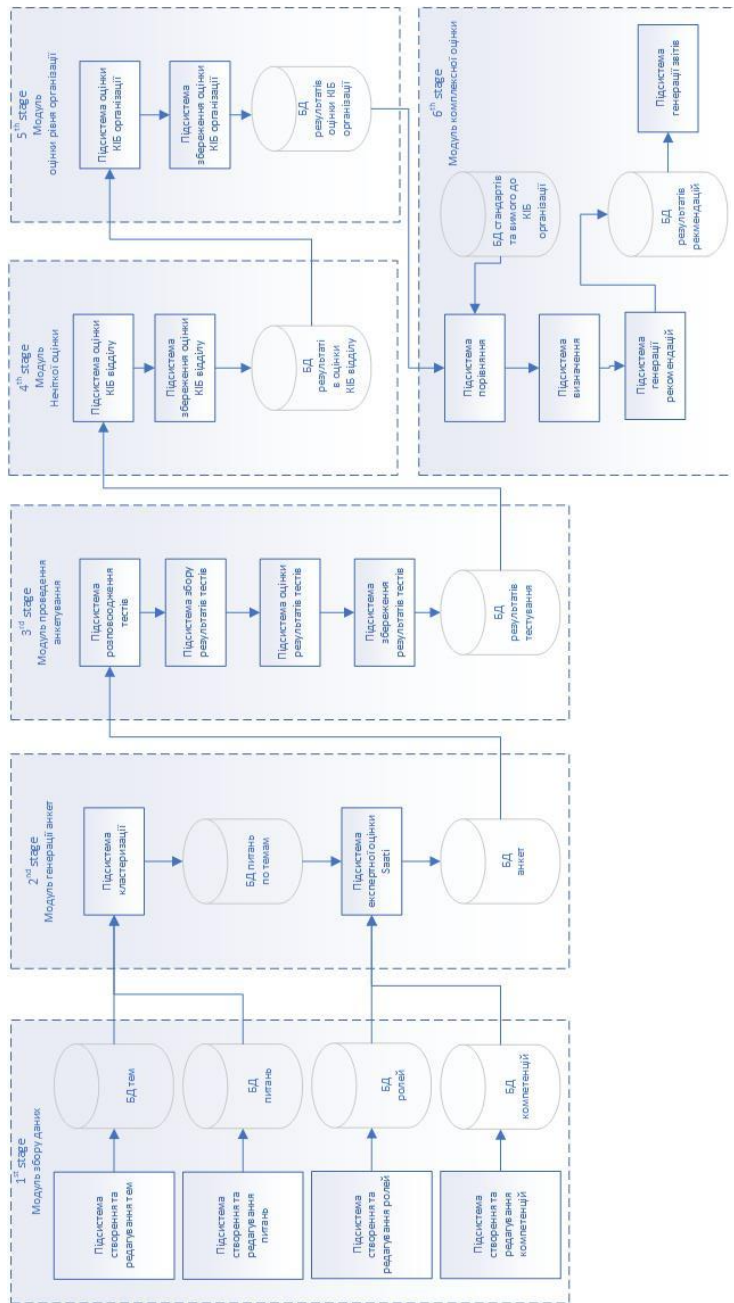 1st stage
Модуль збору даних
Підсистема
створення та
редагування тем
БД тем
Підсистема
створення та
редагування
питань
БД
питань
Підсистема
створення та
редагування ролей
БД
ролей
Підсистема
створення та
редагування
компетенцій
БД
компетенцій
2nd stage
Модуль генерації анкет
Підсистема
кластеризації
БД питань
по темам
Підсистема
експертної оцінки
Saati
БД
анкет
3rd stage
Модуль проведення
анкетування
Підсистема
розповсюдження
тестів
Підсистема збору
результатів тестів
Підсистема оцінки
результатів тестів
Підсистема
збереження
результатів тестів
БД
результатів
тестування
4th stage
Модуль
Нечіткої оцінки
Підсистема оцінки
КІБ відділу
Підсистема
збереження оцінки
КІБ відділу
БД
результаті
в оцінки
КІБ відділу
5th stage
Модуль
оцінки рівня організації
Підсистема оцінки
КІБ організації
Підсистема
збереження оцінки
КІБ організації
БД
результатів
оцінки КІБ
організації
6th stage
Модуль комплексної оцінки
Підсистема
порівняння
БД стандартів
та вимого до
КІБ
організації
Підсистема
визначення
Підсистема
генерації
рекомендацій
БД
результатів
рекомендацій
Підсистема
генерації звітів